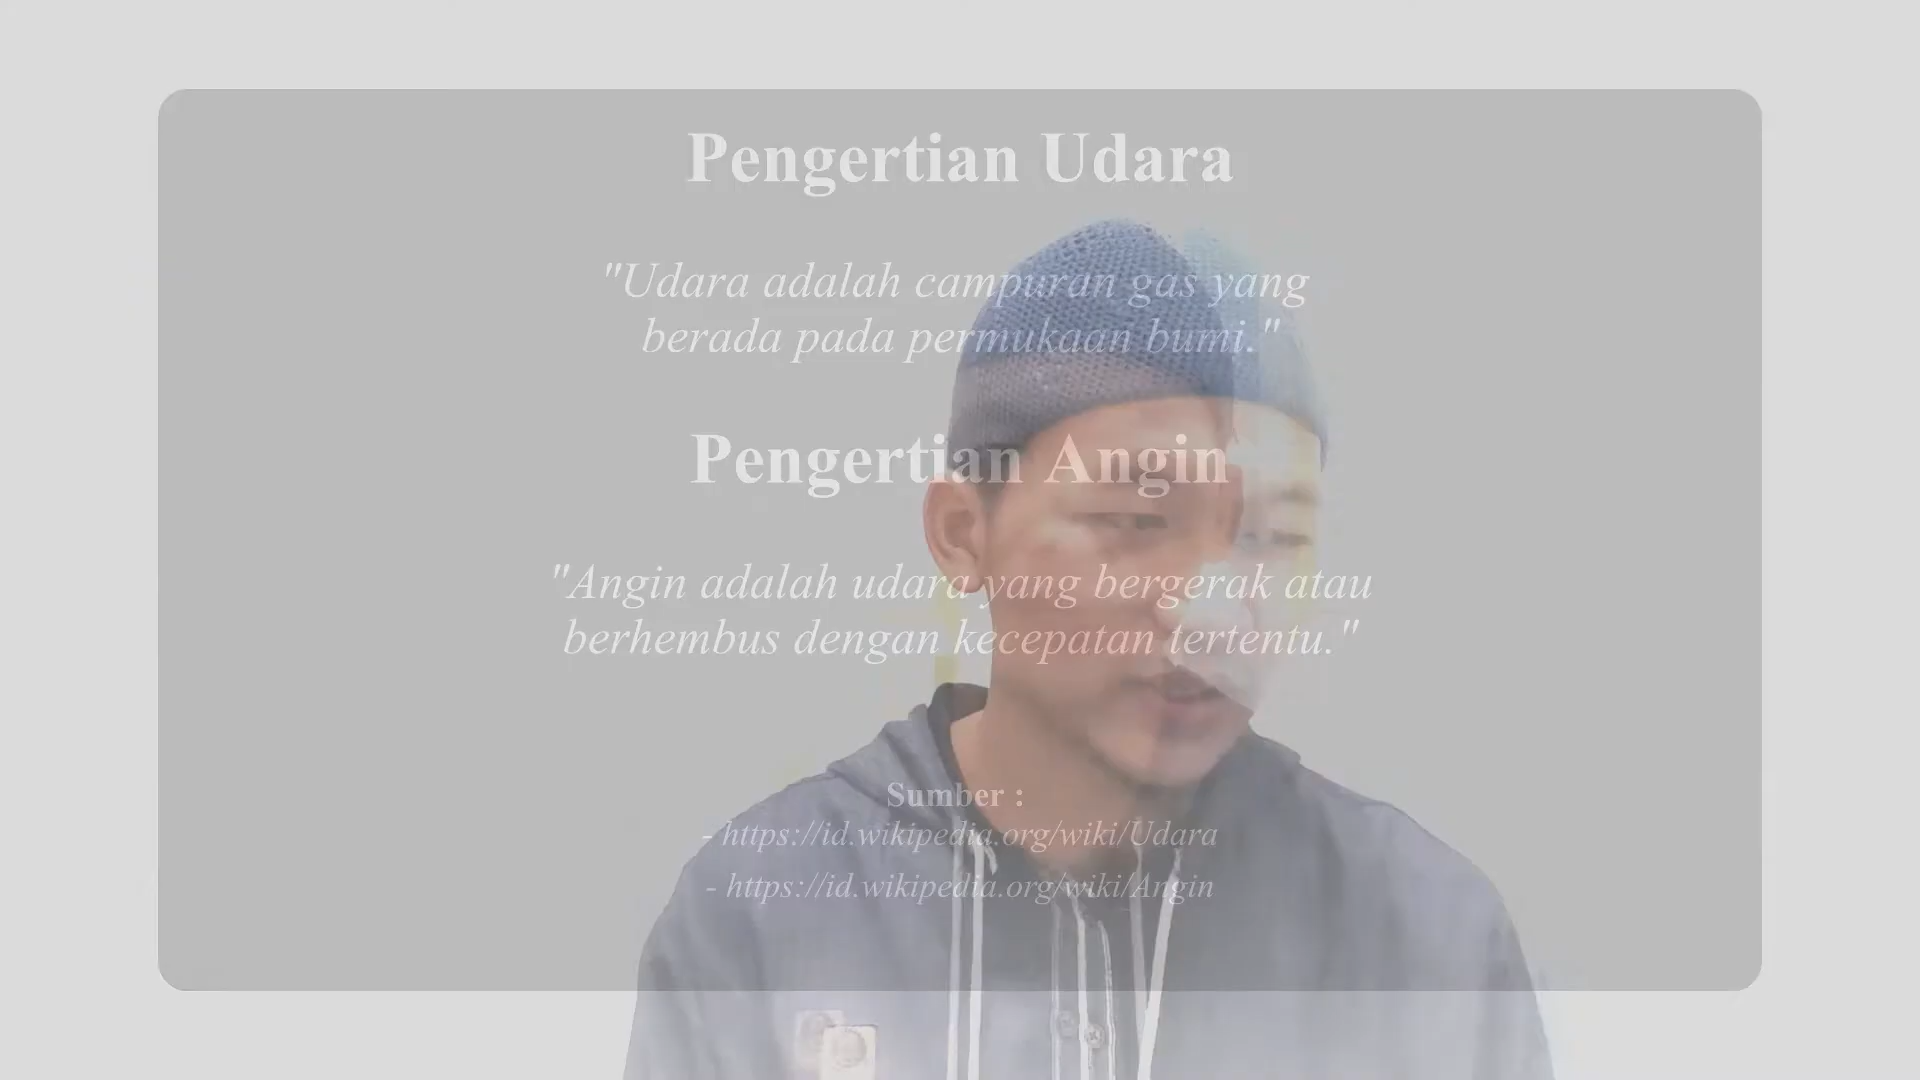 Pengertian Udara
"Udara adalah campuran gas yang
berada pada permukaan bumi."
Pengertian Angin
"Angin adalah udara yang bergerak atau
berhembus dengan kecepatan tertentu."
Sumber :
- https://id.wikipedia.org/wiki/Udara
- https://id.wikipedia.org/wiki/Angin